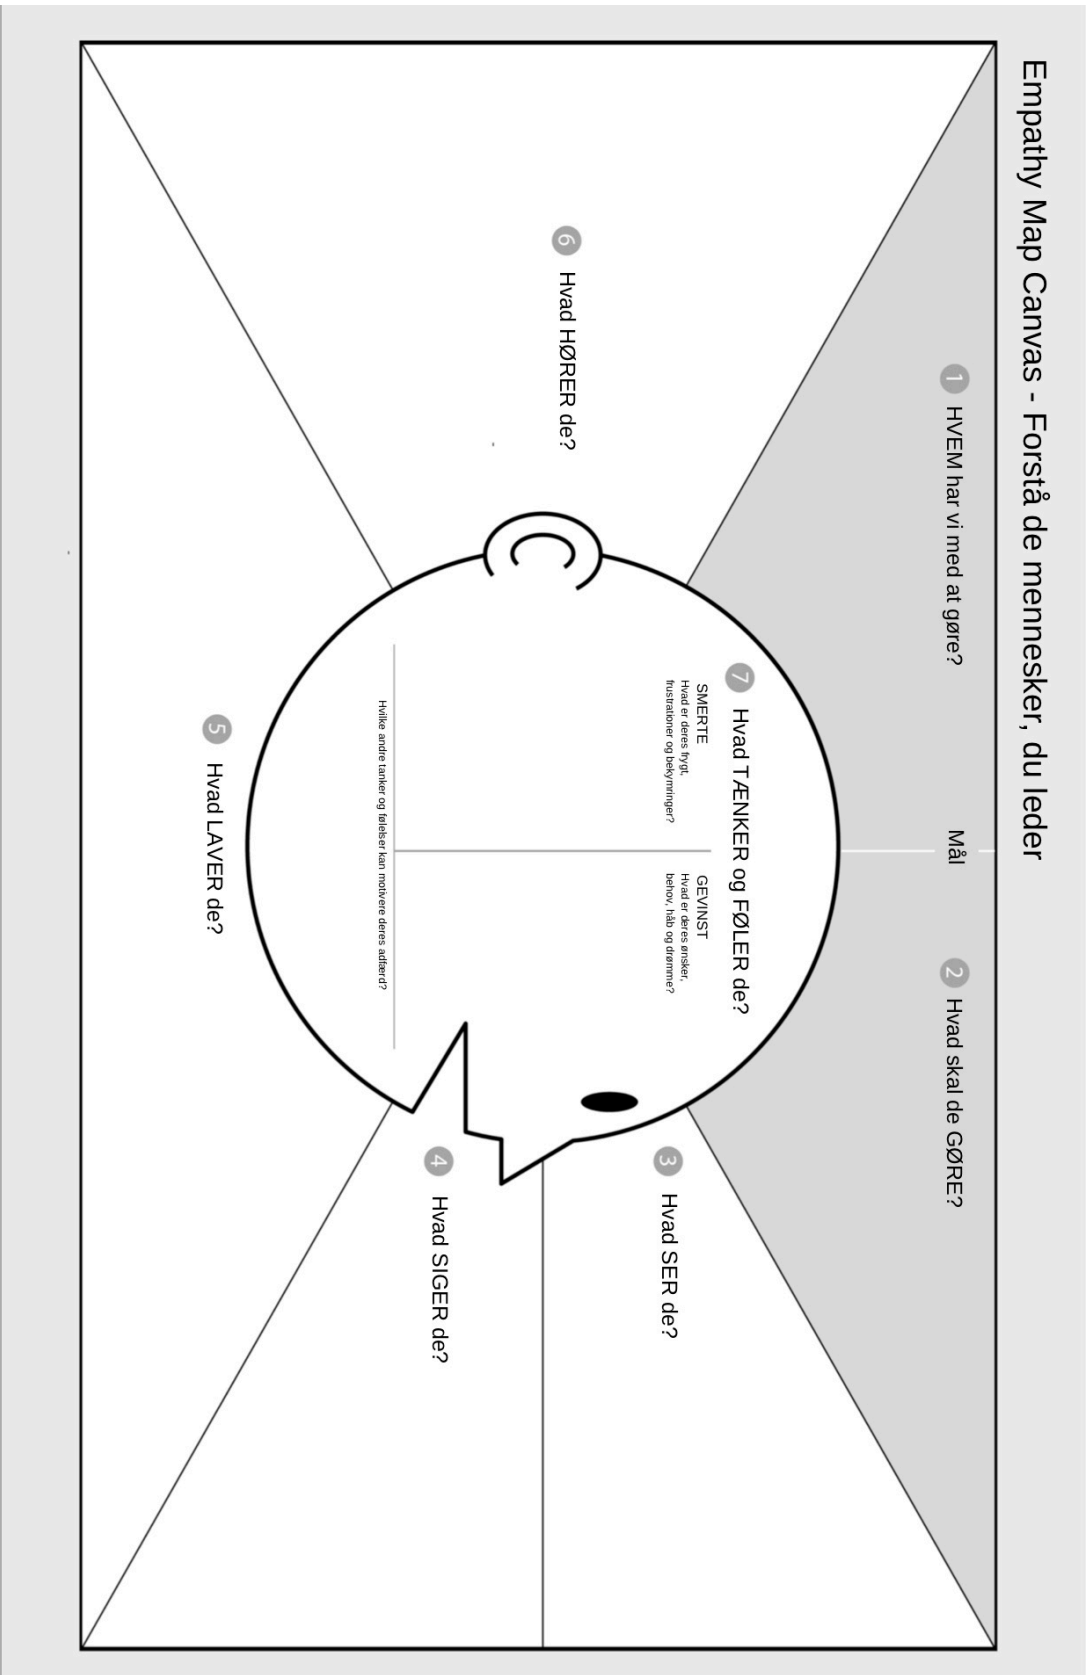 Empathy Map Canvas - Forstå de mennesker, du leder
1 HVEM har vi med at gøre?
Mål
2 Hvad skal de GØRE?
3 Hvad SER de?
4 Hvad SIGER de?
5 Hvad LAVER de?
6 Hvad HØRER de?
7 Hvad TÆNKER og FØLER de?
SMERTE
Hvad er deres frygt,
frustrationer og bekymringer?
GEVINST
Hvad er deres ønsker,
behov, håb og drømme?
Hvilke andre tanker og følelser kan motivere deres adfærd?